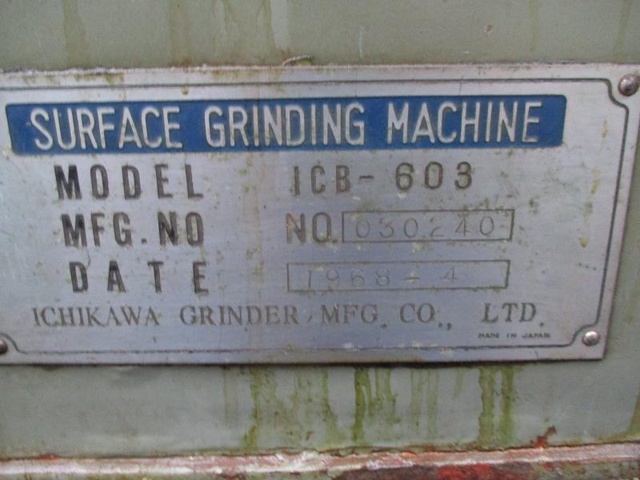 SURFACE GRINDING MACHINE
MODEL ICB-603
MFG.NO NO. 030240
DATE 1968-4
ICHIKAWA GRINDER MFG. CO., LTD.
MADE IN JAPAN